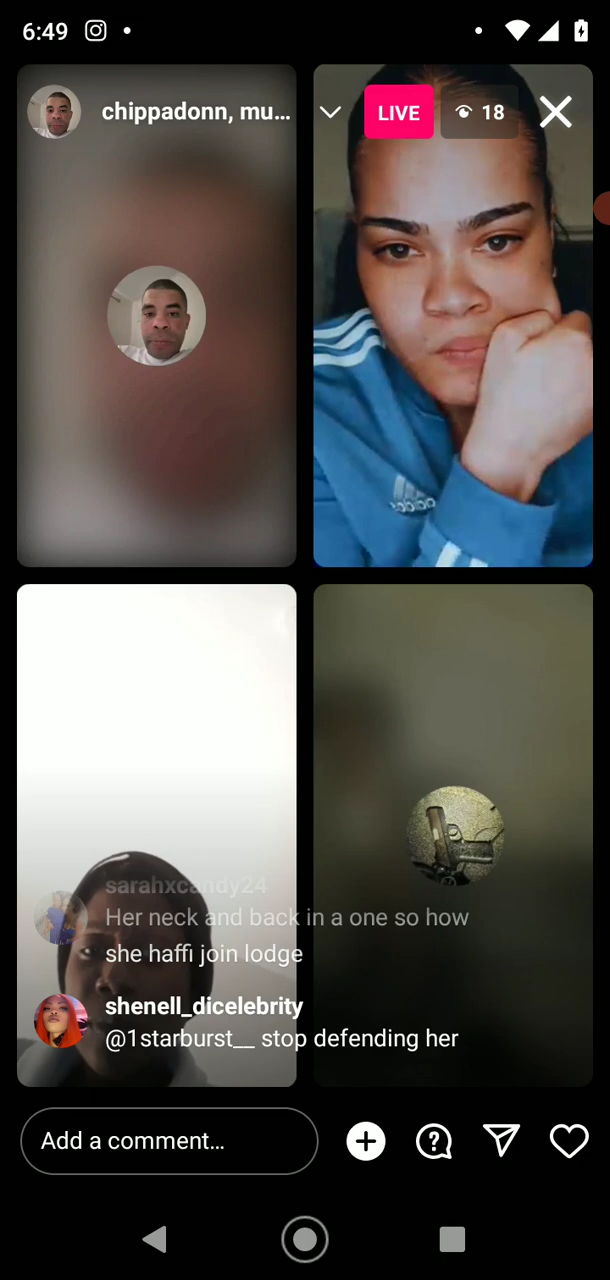 6:49
chippadonn, mu...
LIVE
18
adidas
sarahxcandy24
Her neck and back in a one so how
she haffi join lodge
shenell_dicelebrity
@1starburst__ stop defending her
Add a comment...